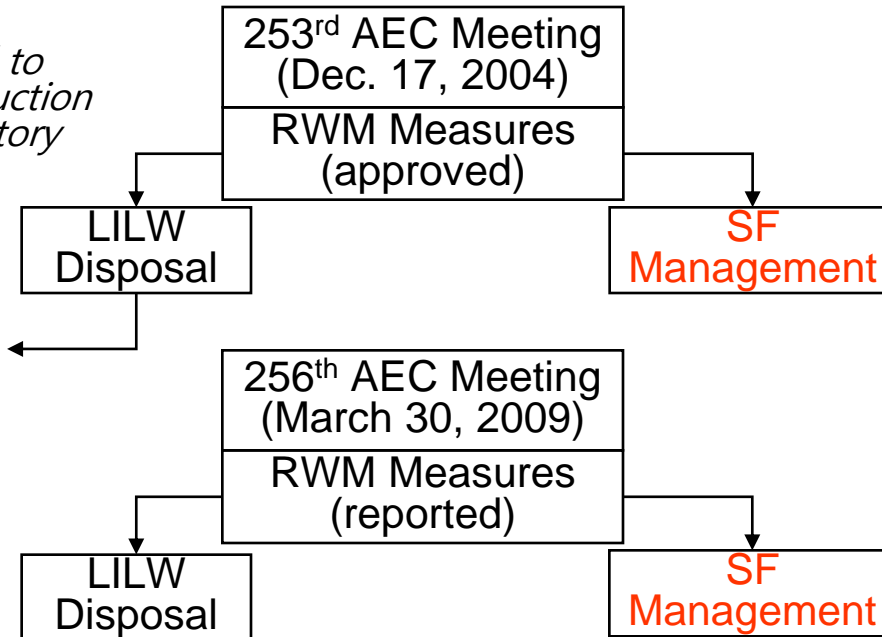 to
253rd AEC Meeting
(Dec. 17, 2004)
RWM Measures
(approved)
LILW
Disposal
SF
Management
256th AEC Meeting
(March 30, 2009)
RWM Measures
(reported)
LILW
Disposal
SF
Management